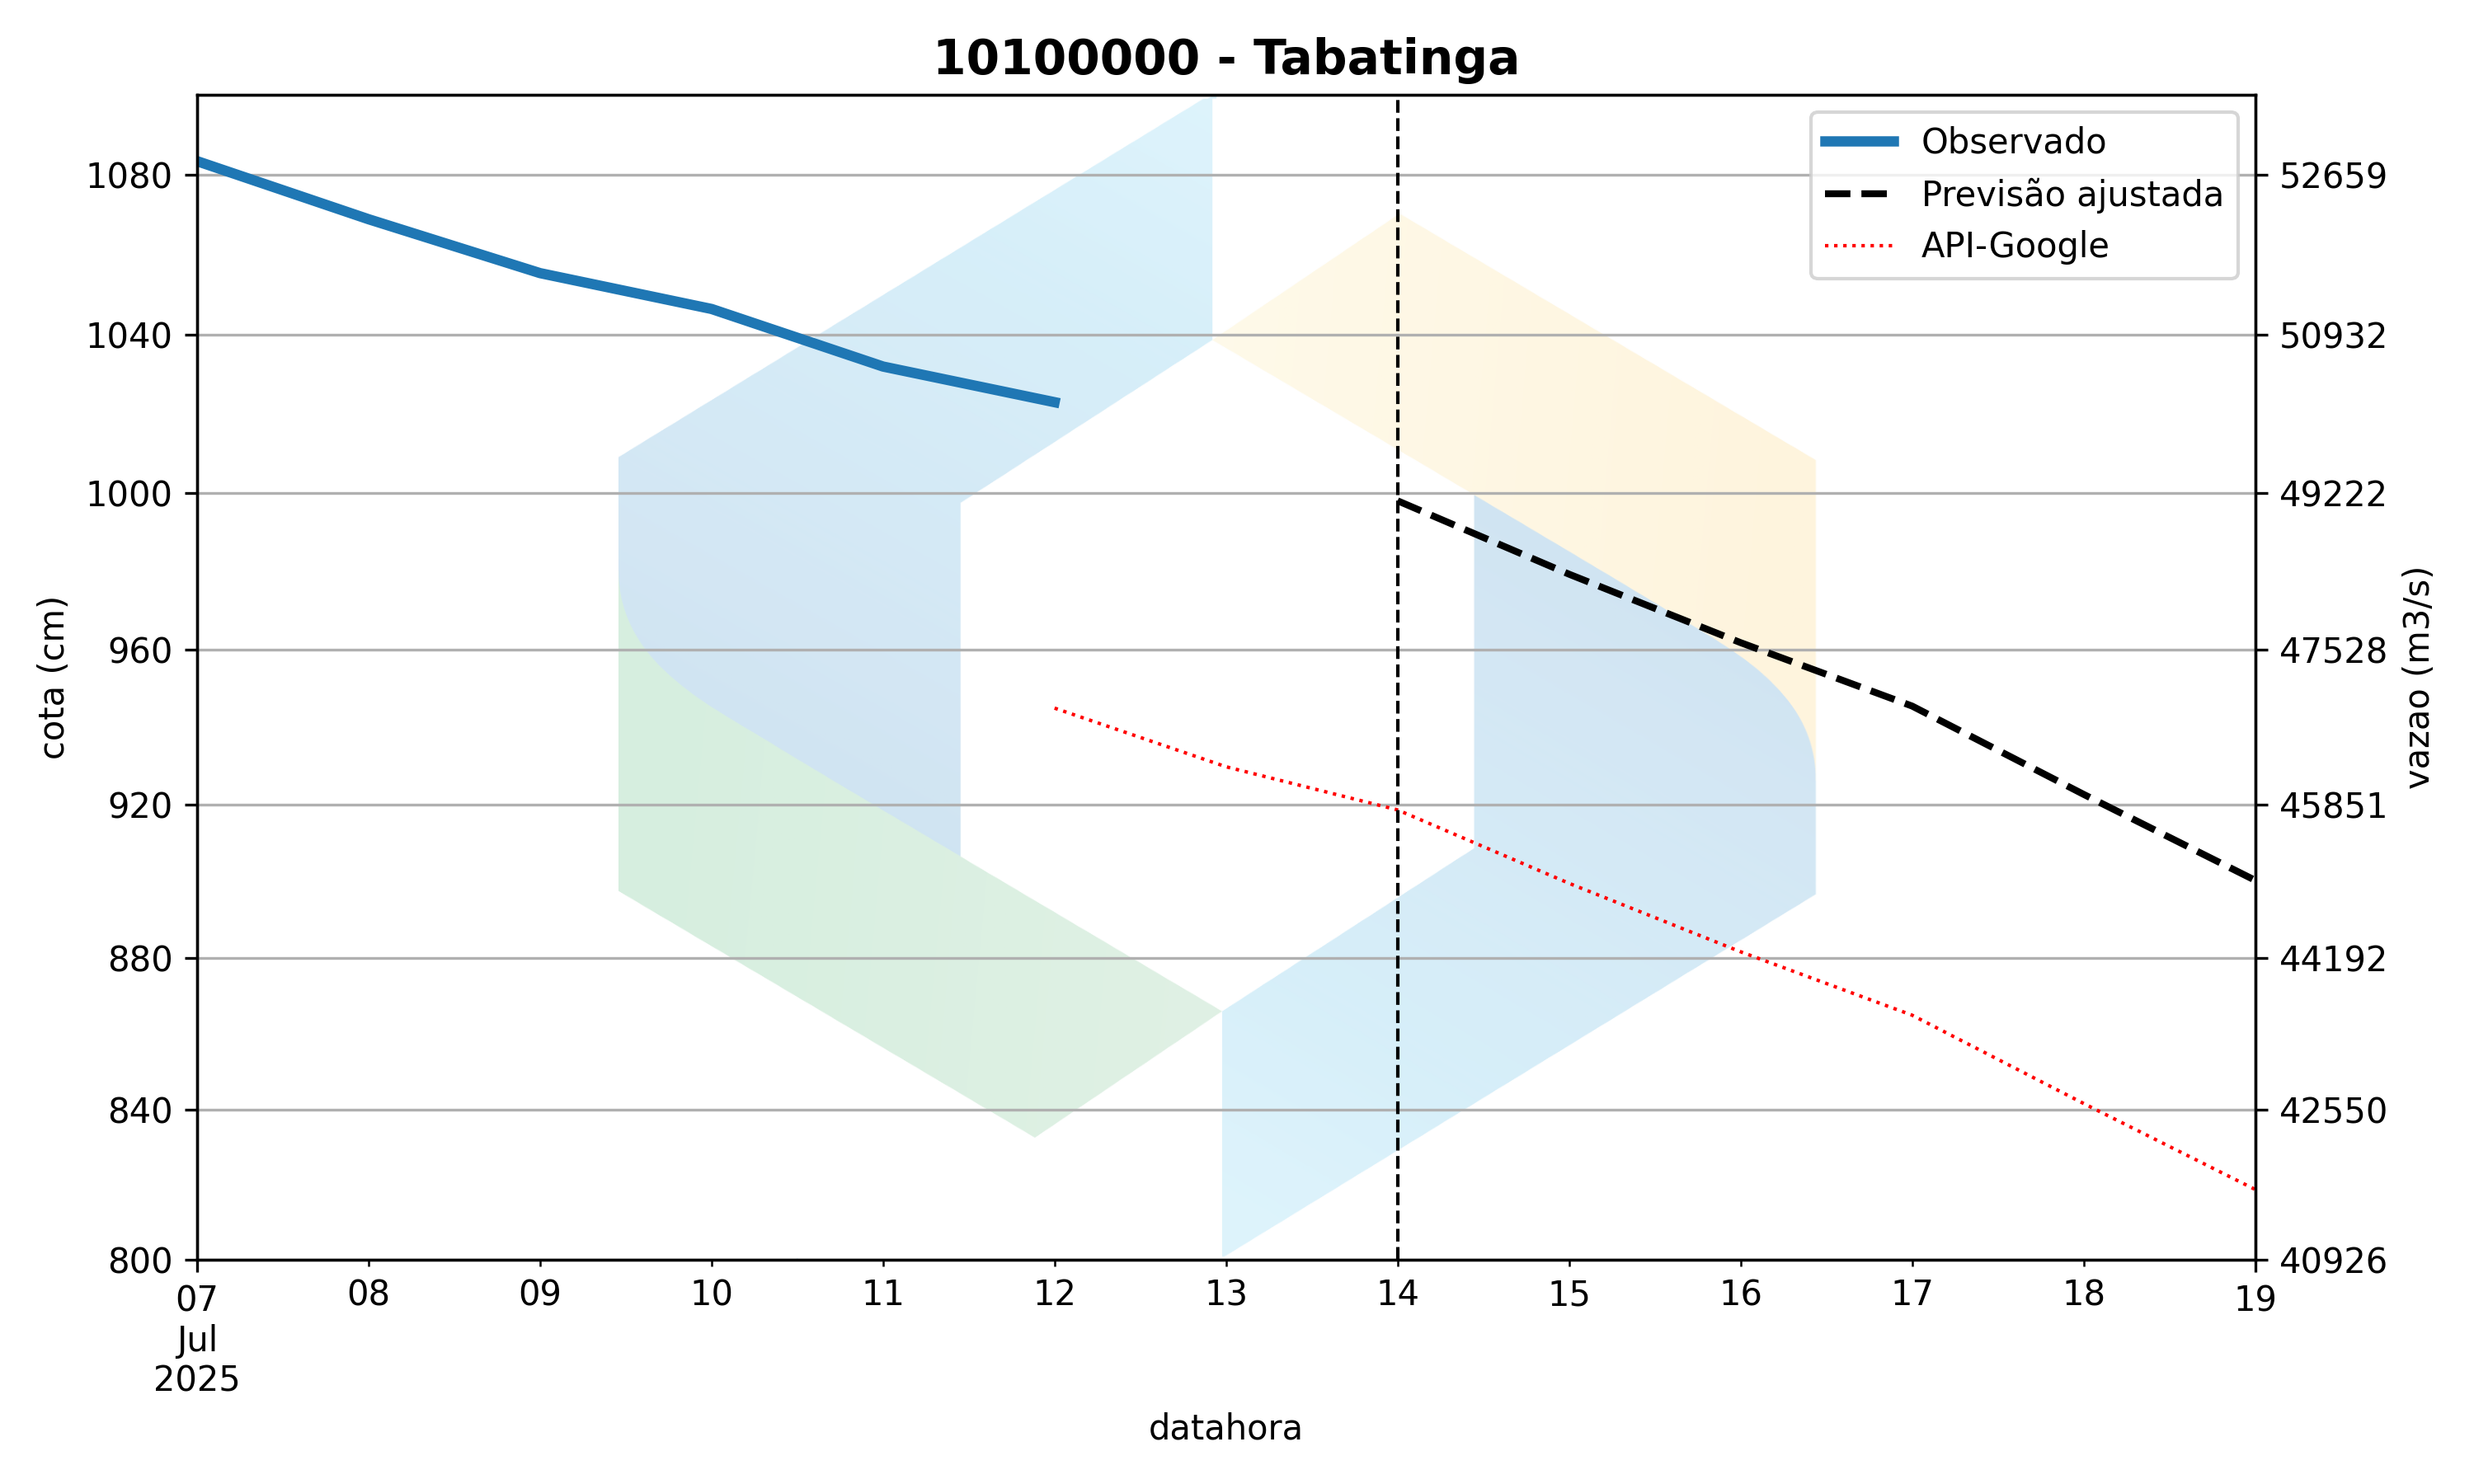 10100000 - Tabatinga
Observado
Previsão ajustada
API-Google
cota (cm)
1080
1040
1000
960
920
880
840
800
vazao (m3/s)
52659
50932
49222
47528
45851
44192
42550
40926
07 08 09 10 11 12 13 14 15 16 17 18 19
Jul
2025
datahora